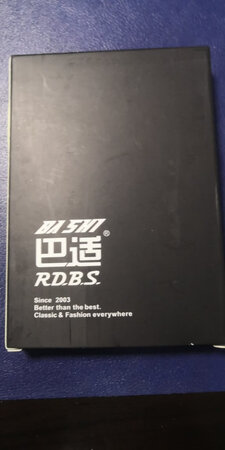 BA SHI
巴适®
R.D.B.S.
Since 2003
Better than the best.
Classic & Fashion everywhere